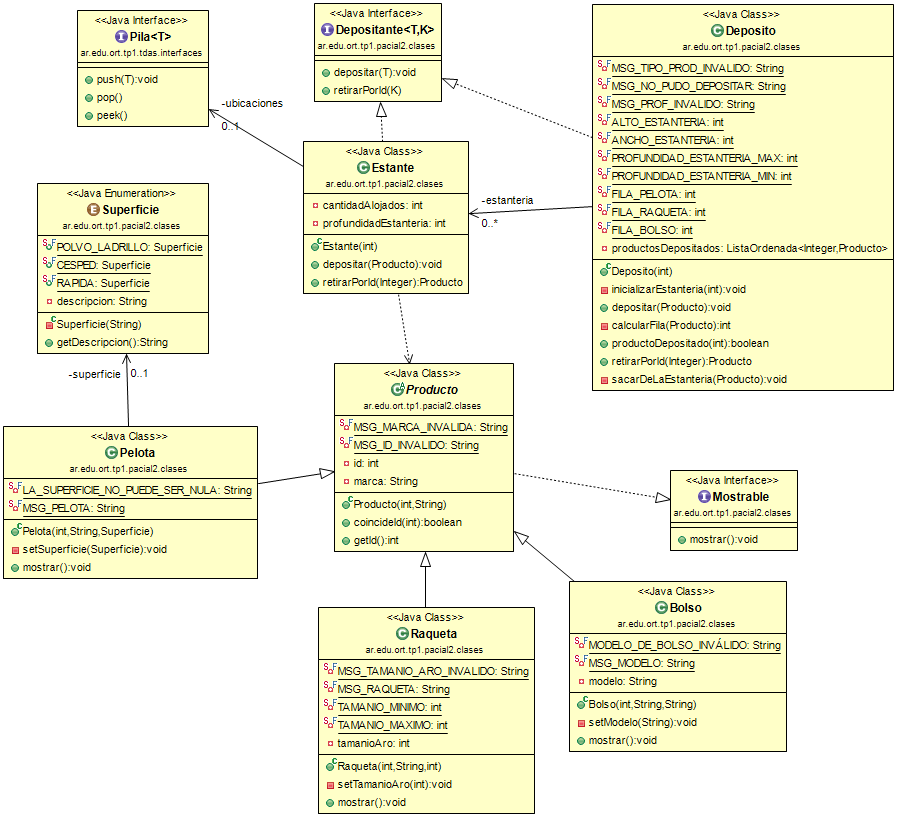 <<Java Interface>>
Pila<T>
ar.edu.ort.tp1.tdas.interfaces
push(T):void
pop()
peek()
<<Java Interface>>
Depositante<T,K>
ar.edu.ort.tp1.pacial2.clases
depositar(T):void
retirarPorId(K)
<<Java Class>>
Deposito
ar.edu.ort.tp1.pacial2.clases
MSG_TIPO_PROD_INVALIDO: String
MSG_NO_PUDO_DEPOSITAR: String
MSG_PROF_INVALIDO: String
ALTO_ESTANTERIA: int
ANCHO_ESTANTERIA: int
PROFUNDIDAD_ESTANTERIA_MAX: int
PROFUNDIDAD_ESTANTERIA_MIN: int
FILA_PELOTA: int
FILA_RAQUETA: int
FILA_BOLSO: int
productosDepositados: ListaOrdenada<Integer,Producto>
Deposito(int)
inicializarEstanteria(int):void
depositar(Producto):void
calcularFila(Producto):int
productoDepositado(int):boolean
retirarPorId(Integer):Producto
sacarDeLaEstanteria(Producto):void
-ubicaciones
0..1
<<Java Class>>
Estante
ar.edu.ort.tp1.pacial2.clases
cantidadAlojados: int
profundidadEstanteria: int
Estante(int)
depositar(Producto):void
retirarPorId(Integer):Producto
-estanteria
0..*
<<Java Enumeration>>
Superficie
ar.edu.ort.tp1.pacial2.clases
POLVO_LADRILLO: Superficie
CESPED: Superficie
RAPIDA: Superficie
descripcion: String
Superficie(String)
getDescripcion():String
-superficie
0..1
<<Java Class>>
Producto
ar.edu.ort.tp1.pacial2.clases
MSG_MARCA_INVALIDA: String
MSG_ID_INVALIDO: String
id: int
marca: String
Producto(int,String)
coincideId(int):boolean
getId():int
<<Java Class>>
Pelota
ar.edu.ort.tp1.pacial2.clases
LA_SUPERFICIE_NO_PUEDE_SER_NULA: String
MSG_PELOTA: String
Pelota(int,String,Superficie)
setSuperficie(Superficie):void
mostrar():void
<<Java Interface>>
Mostrable
ar.edu.ort.tp1.pacial2.clases
mostrar():void
<<Java Class>>
Raqueta
ar.edu.ort.tp1.pacial2.clases
MSG_TAMANIO_ARO_INVALIDO: String
MSG_RAQUETA: String
TAMANIO_MINIMO: int
TAMANIO_MAXIMO: int
tamanioAro: int
Raqueta(int,String,int)
setTamanioAro(int):void
mostrar():void
<<Java Class>>
Bolso
ar.edu.ort.tp1.pacial2.clases
MODELO_DE_BOLSO_INVÁLIDO: String
MSG_MODELO: String
modelo: String
Bolso(int,String,String)
setModelo(String):void
mostrar():void